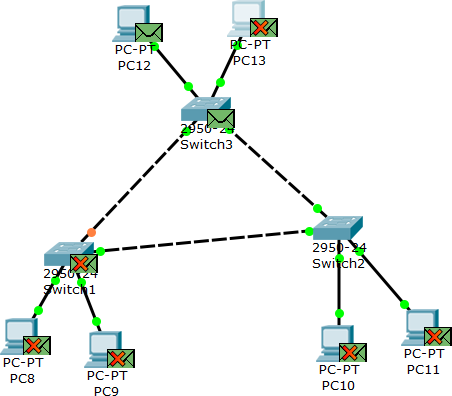 PC-PT
PC12
PC-PT
PC13
2950-24
Switch3
2950-24
Switch2
2950-24
Switch1
PC-PT
PC8
PC-PT
PC9
PC-PT
PC10
PC-PT
PC11